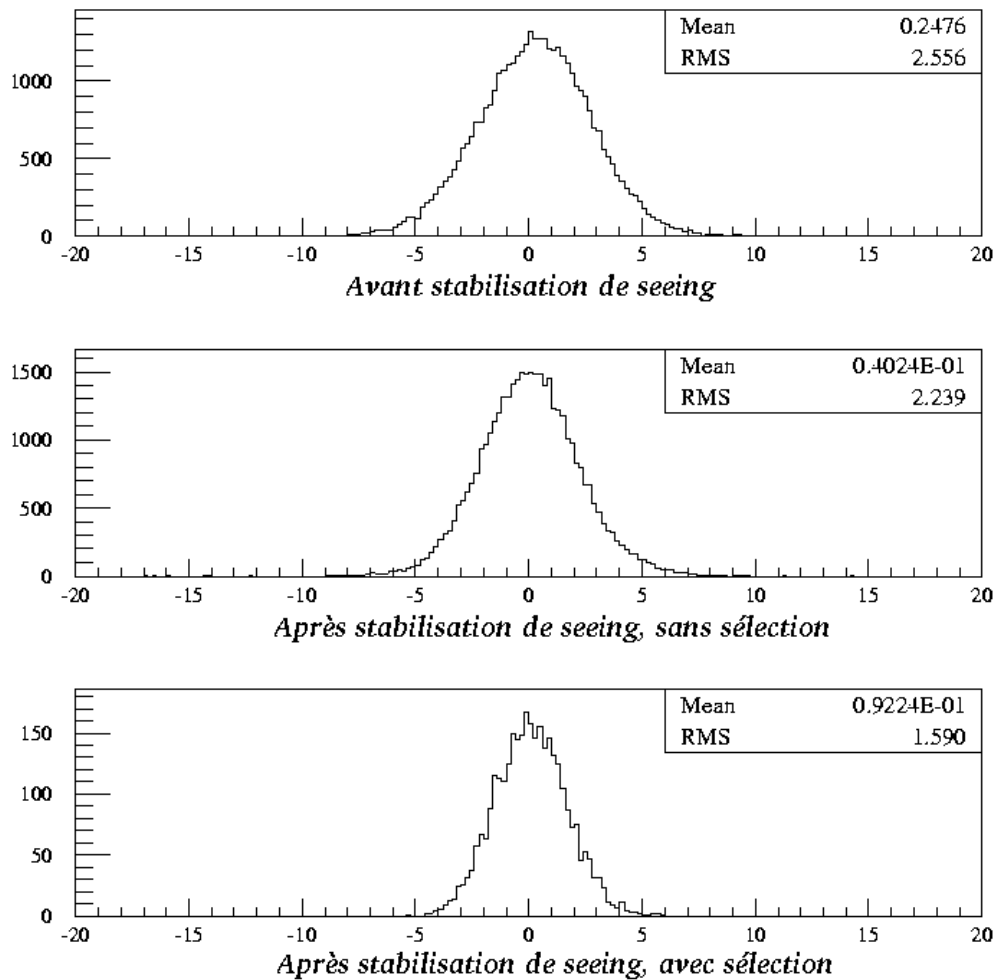 Mean 0.2476
RMS 2.556
1000
500
0
-20 -15 -10 -5 0 5 10 15 20
Avant stabilisation de seeing
Mean 0.4024E-01
RMS 2.239
1500
1000
500
0
-20 -15 -10 -5 0 5 10 15 20
Après stabilisation de seeing, sans sélection
Mean 0.9224E-01
RMS 1.590
150
100
50
0
-20 -15 -10 -5 0 5 10 15 20
Après stabilisation de seeing, avec sélection